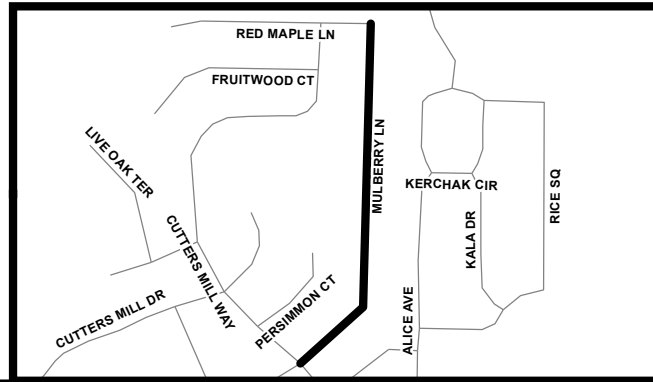 RED MAPLE LN
FRUITWOOD CT
LIVE OAK TER
MULBERRY LN
KERCHAK CIR
RICE SQ
KALA DR
CUTTERS MILL WAY
PERSIMMON CT
CUTTERS MILL DR
ALICE AVE